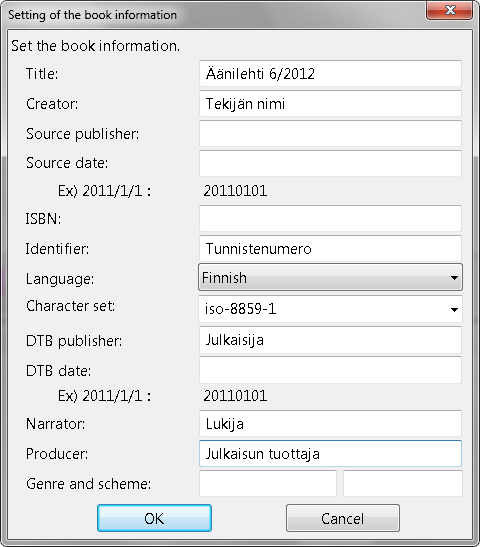 Setting of the book information
Set the book information.
Title: Äänilehti 6/2012
Creator: Tekijän nimi
Source publisher:
Source date:
Ex) 2011/1/1 : 20110101
ISBN:
Identifier: Tunnistenumero
Language: Finnish
Character set: iso-8859-1
DTB publisher: Julkaisija
DTB date:
Ex) 2011/1/1 : 20110101
Narrator: Lukija
Producer: Julkaisun tuottaja
Genre and scheme:
OK Cancel